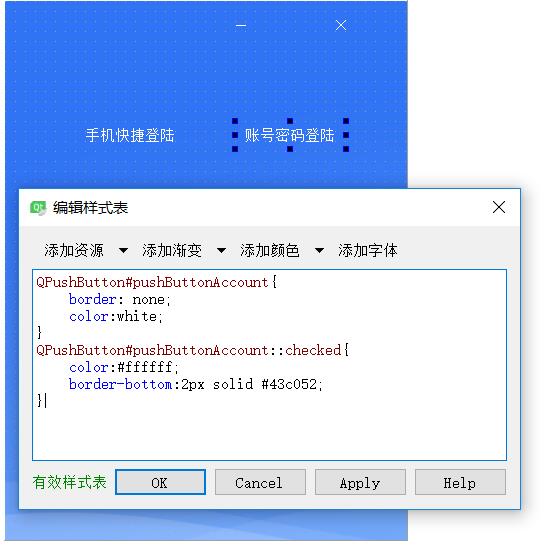 手机快捷登陆 账号密码登陆
Qt 编辑样式表
添加资源 添加渐变 添加颜色 添加字体
QPushButton#pushButtonAccount{
border: none;
color:white;
}
QPushButton#pushButtonAccount::checked{
color:#ffffff;
border-bottom:2px solid #43c052;
}
有效样式表 OK Cancel Apply Help